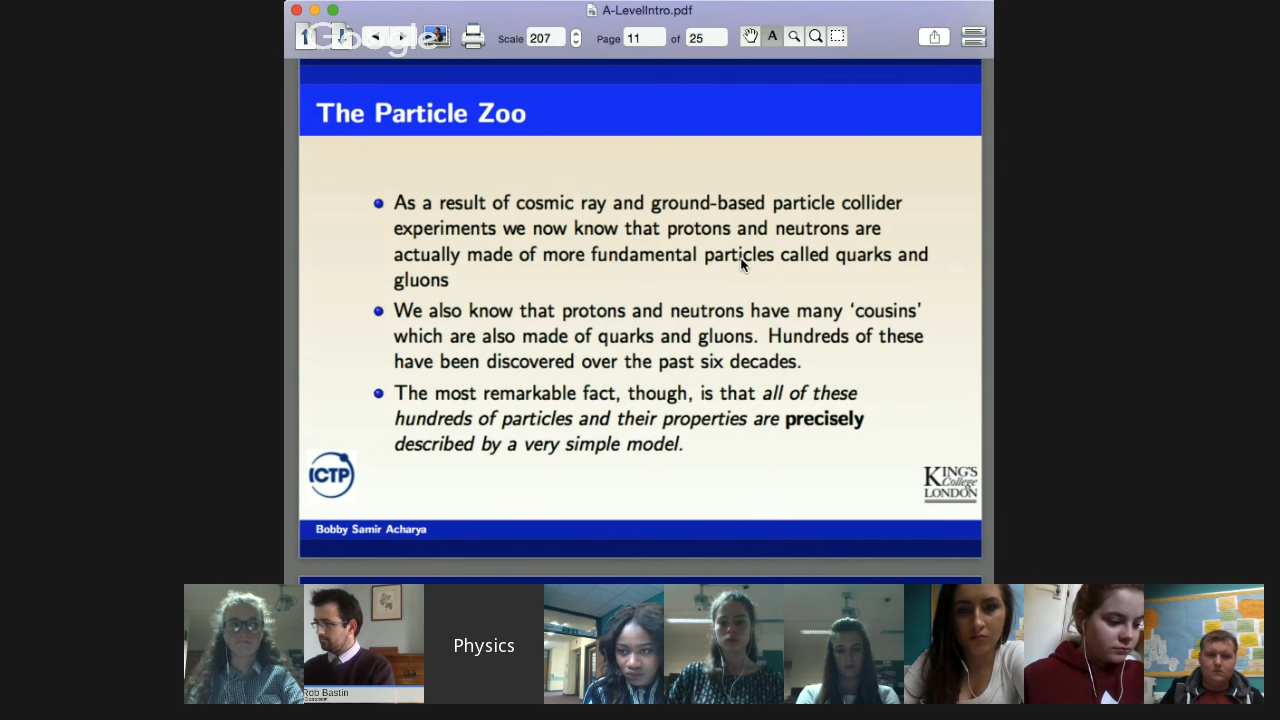 A-LevelIntro.pdf
Google
Scale 207 Page 11 of 25 A
The Particle Zoo
As a result of cosmic ray and ground-based particle collider
experiments we now know that protons and neutrons are
actually made of more fundamental particles called quarks and
gluons
We also know that protons and neutrons have many ‘cousins’
which are also made of quarks and gluons. Hundreds of these
have been discovered over the past six decades.
The most remarkable fact, though, is that all of these
hundreds of particles and their properties are precisely
described by a very simple model.
ICTP
KING'S
College
LONDON
Bobby Samir Acharya
Physics
Rob Bastin